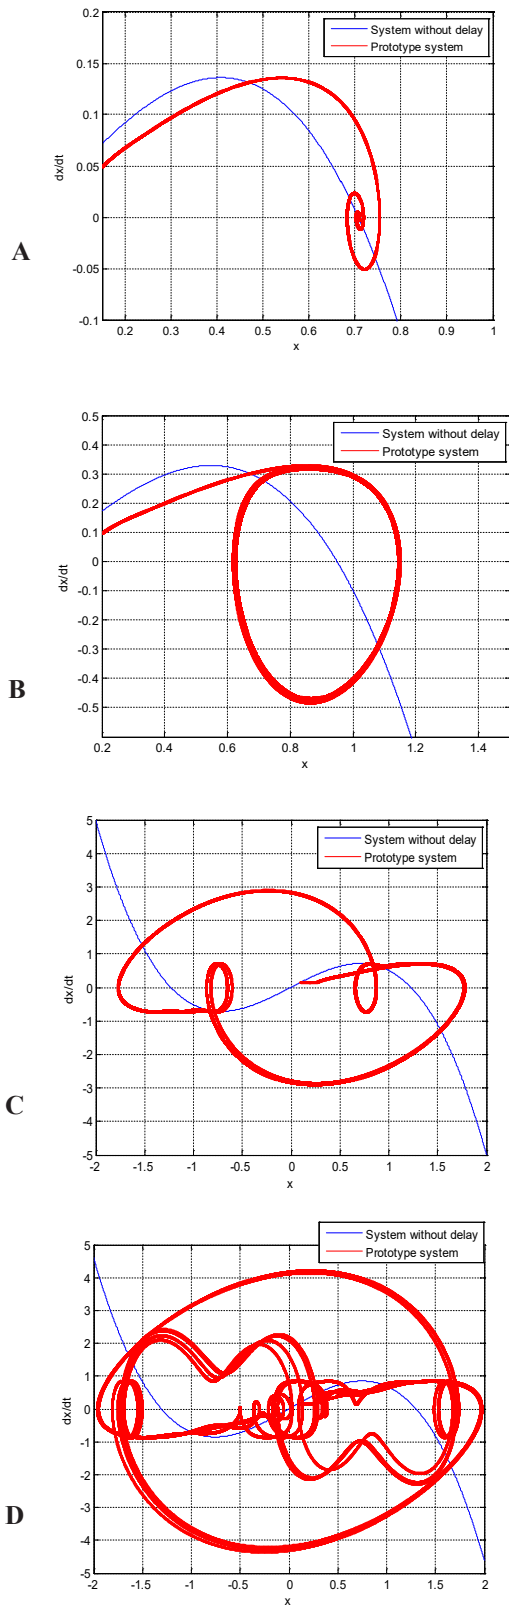 0.2
System without delay
Prototype system
0.15
0.1
0.05
dx/dt
0
-0.05
-0.1
0.2 0.3 0.4 0.5 0.6 0.7 0.8 0.9 1
x
A
0.5
System without delay
Prototype system
0.4
0.3
0.2
0.1
dx/dt
0
-0.1
-0.2
-0.3
-0.4
-0.5
0.2 0.4 0.6 0.8 1 1.2 1.4
x
B
5
System without delay
Prototype system
4
3
2
1
dx/dt
0
-1
-2
-3
-4
-5
-2 -1.5 -1 -0.5 0 0.5 1 1.5 2
x
C
System without delay
Prototype system
5
4
3
2
1
dx/dt
0
-1
-2
-3
-4
-5
-2 -1.5 -1 -0.5 0 0.5 1 1.5 2
x
D